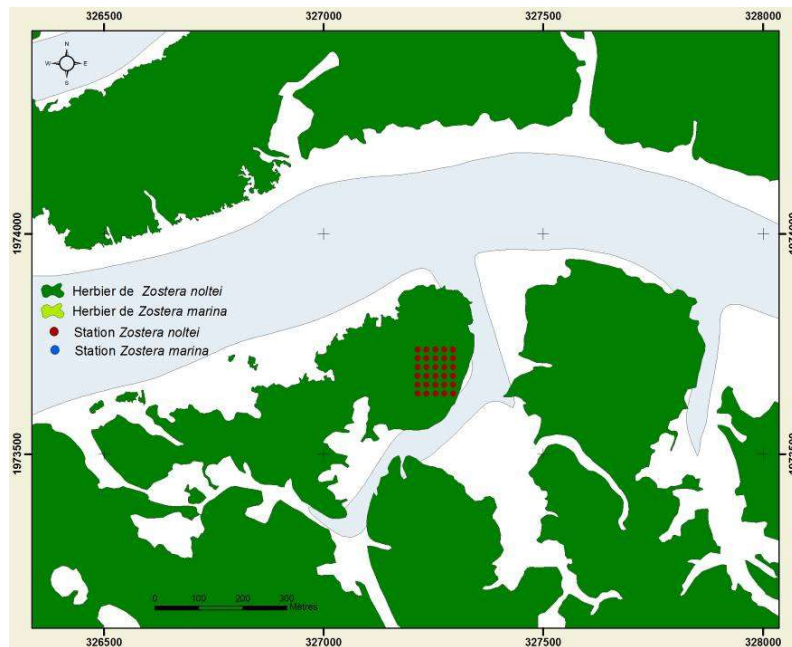 326500 327000 327500 328000
N
W E
S
1974000 1974000
Herbier de Zostera noltei
Herbier de Zostera marina
Station Zostera noltei
Station Zostera marina
1973500 1973500
0 100 200 300
Mètres
326500 327000 327500 328000